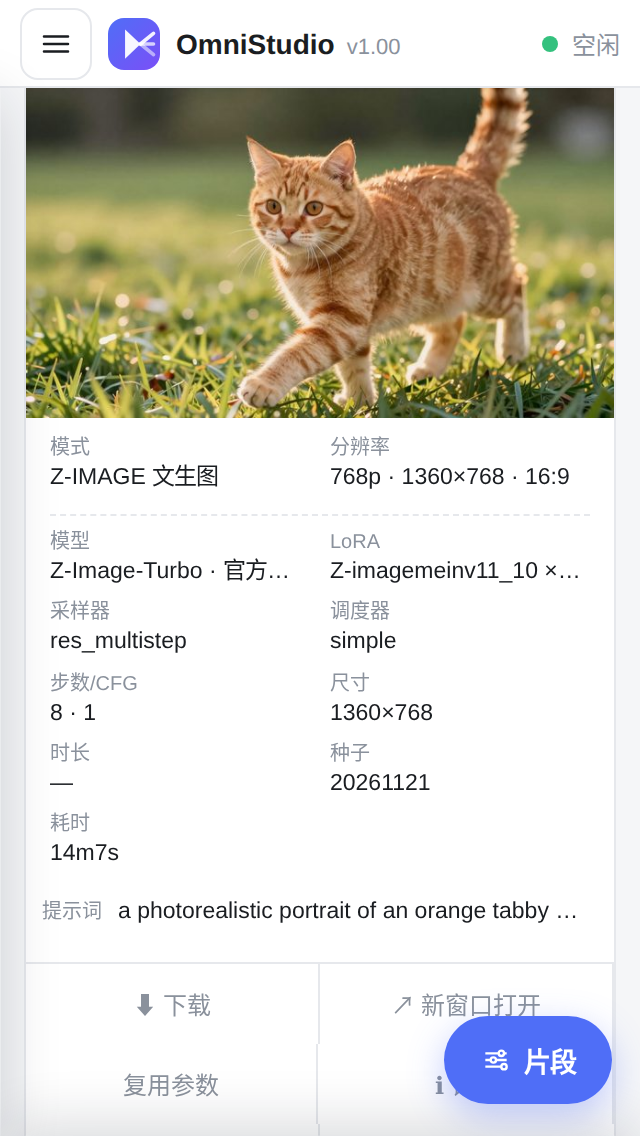 OmniStudio v1.00 空闲
模式 分辨率
Z-IMAGE 文生图 768p · 1360×768 · 16:9
模型 LoRA
Z-Image-Turbo · 官方… Z-imagemeinv11_10 ×…
采样器 调度器
res_multistep simple
步数/CFG 尺寸
8 · 1 1360×768
时长 种子
— 20261121
耗时
14m7s
提示词 a photorealistic portrait of an orange tabby …
⬇ 下载 ↗ 新窗口打开
片段
复用参数 ℹ